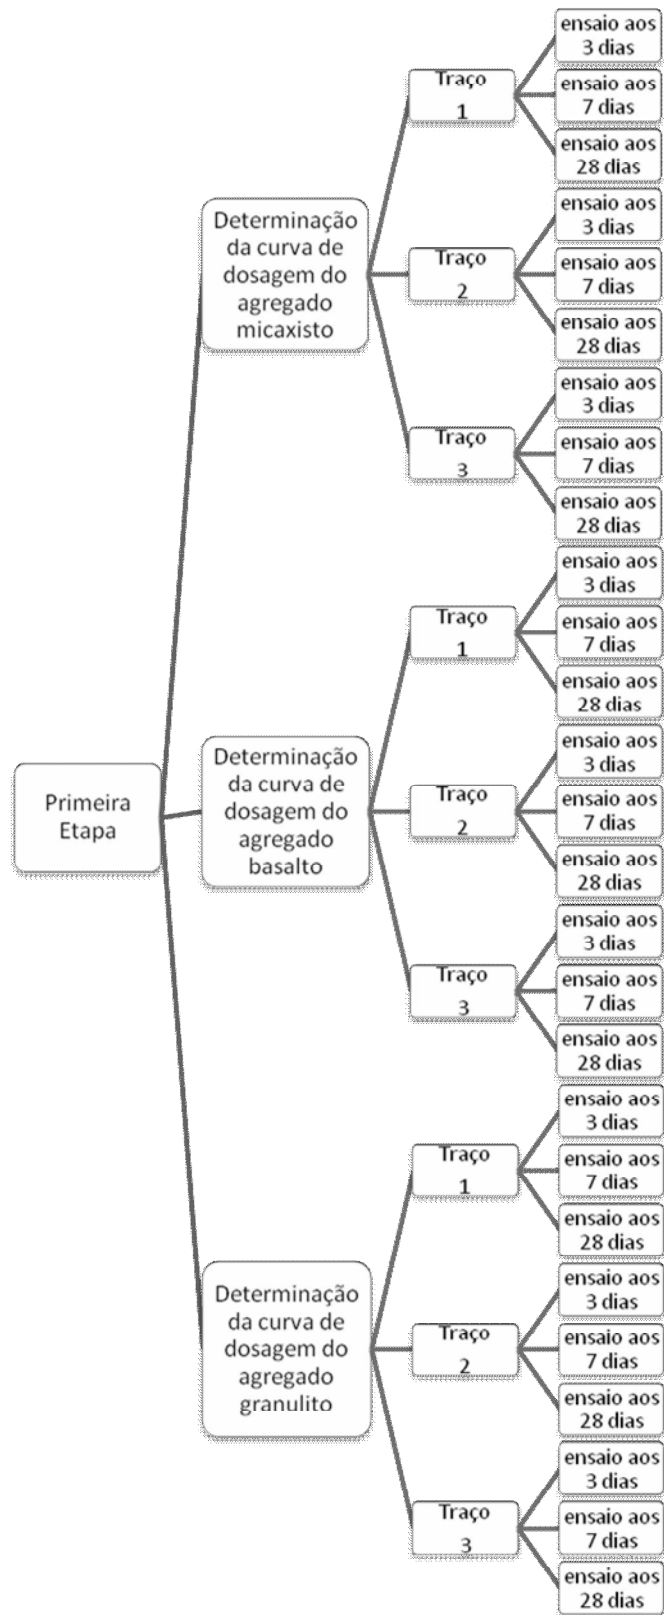 Primeira
Etapa
Determinação
da curva de
dosagem do
agregado
micaxisto
Traço
1
ensaio aos
3 dias
ensaio aos
7 dias
ensaio aos
28 dias
Traço
2
ensaio aos
3 dias
ensaio aos
7 dias
ensaio aos
28 dias
Traço
3
ensaio aos
3 dias
ensaio aos
7 dias
ensaio aos
28 dias
Determinação
da curva de
dosagem do
agregado
basalto
Traço
1
ensaio aos
3 dias
ensaio aos
7 dias
ensaio aos
28 dias
Traço
2
ensaio aos
3 dias
ensaio aos
7 dias
ensaio aos
28 dias
Traço
3
ensaio aos
3 dias
ensaio aos
7 dias
ensaio aos
28 dias
Determinação
da curva de
dosagem do
agregado
granulito
Traço
1
ensaio aos
3 dias
ensaio aos
7 dias
ensaio aos
28 dias
Traço
2
ensaio aos
3 dias
ensaio aos
7 dias
ensaio aos
28 dias
Traço
3
ensaio aos
3 dias
ensaio aos
7 dias
ensaio aos
28 dias